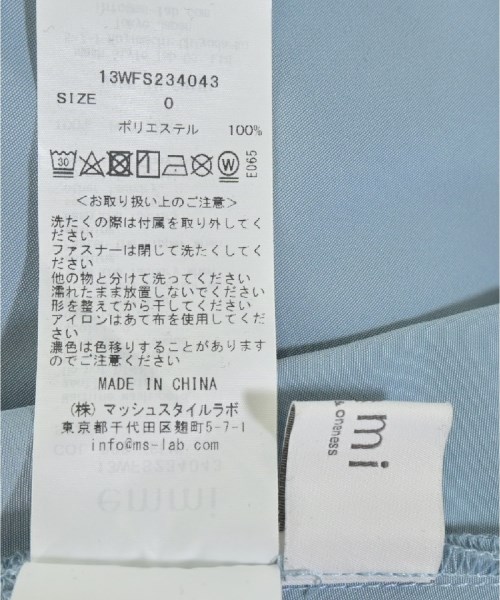 13WFS234043
SIZE 0
ポリエステル 100%
30
W
E065
<お取り扱い上のご注意>
洗たくの際は付属を取り外してく
ださい
ファスナーは閉じて洗たくしてく
ださい
他の物と分けて洗ってください
濡れたまま放置しないでください
形を整えてから干してください
アイロンはあて布を使用してくだ
さい
濃色は色移りすることがあります
のでご注意ください
MADE IN CHINA
(株) マッシュスタイルラボ
東京都千代田区麹町5-7-1
info@ms-lab.com
mi
& oneness
13WFS234043
emmi